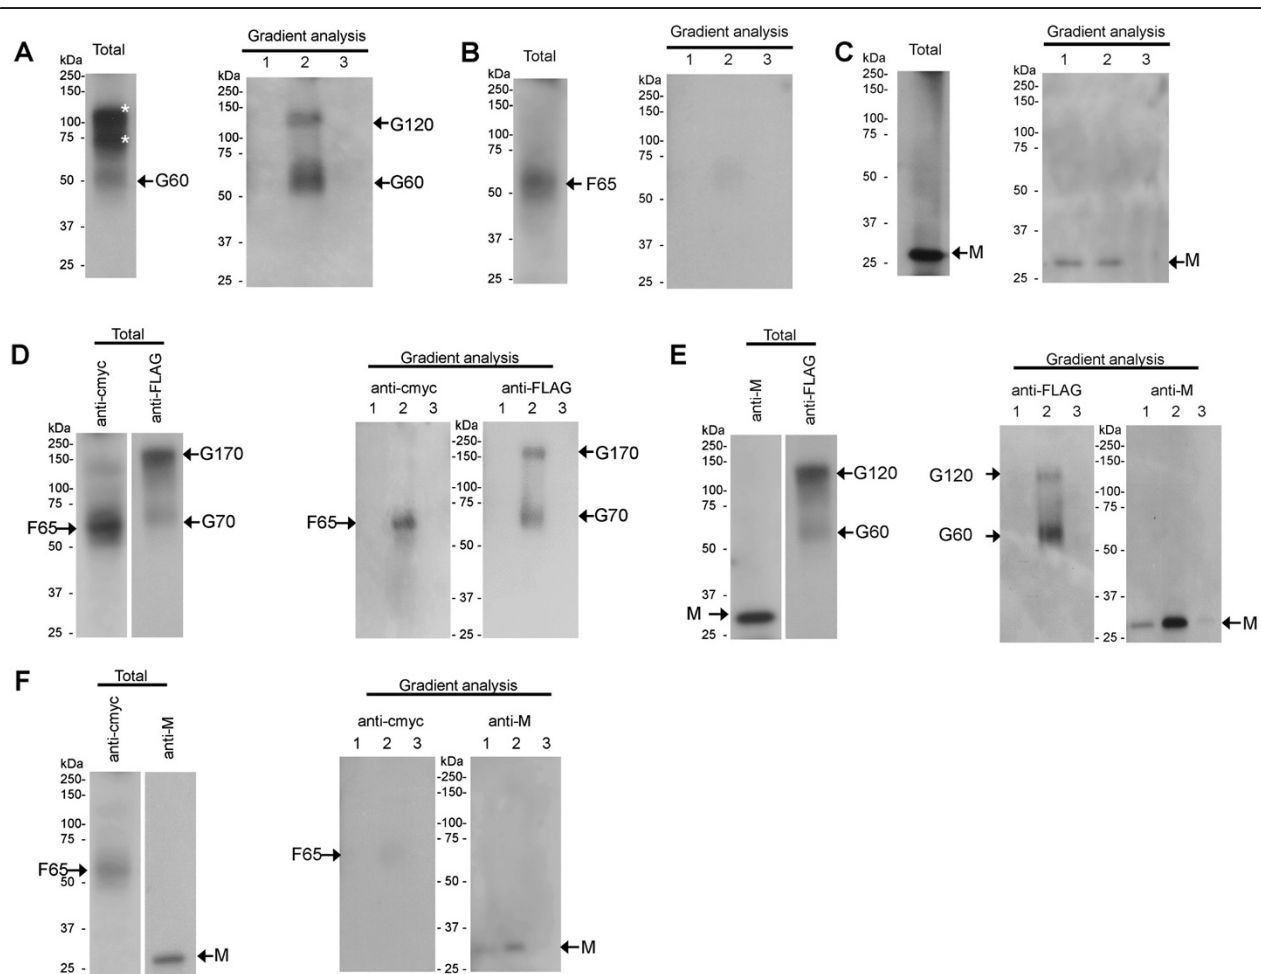 A
Total
kDa
250-
150-
100-
75 -
50 -
37 -
25 -
*
*
G60
Gradient analysis
1 2 3
kDa
250-
150-
100-
75 -
50 -
37 -
25 -
G120
G60
B
Total
kDa
250-
150-
100-
75 -
50 -
37 -
25 -
F65
Gradient analysis
1 2 3
kDa
250-
150-
100-
75 -
50 -
37 -
25 -
C
Total
kDa
250-
150-
100-
75 -
50 -
37 -
25 -
M
Gradient analysis
1 2 3
kDa
250-
150-
100-
75 -
50 -
37 -
25 -
M
D
Total
anti-cmyc
anti-FLAG
kDa
250-
150-
100-
75 -
50 -
37 -
25 -
F65
G170
G70
Gradient analysis
anti-cmyc anti-FLAG
1 2 3 1 2 3
kDa
-250-
-150-
-100-
- 75 -
- 50 -
- 37 -
- 25 -
F65
G170
G70
E
Total
anti-M
anti-FLAG
kDa
250-
150-
100-
75 -
50 -
37 -
25 -
M
G120
G60
Gradient analysis
anti-FLAG anti-M
1 2 3 1 2 3
kDa
-250-
-150-
-100-
- 75 -
- 50 -
- 37 -
- 25 -
G120
G60
M
F
Total
anti-cmyc
anti-M
kDa
250-
150-
100-
75 -
50 -
37 -
25 -
F65
M
Gradient analysis
anti-cmyc anti-M
1 2 3 1 2 3
kDa
-250-
-150-
-100-
- 75 -
- 50 -
- 37 -
- 25 -
F65
M